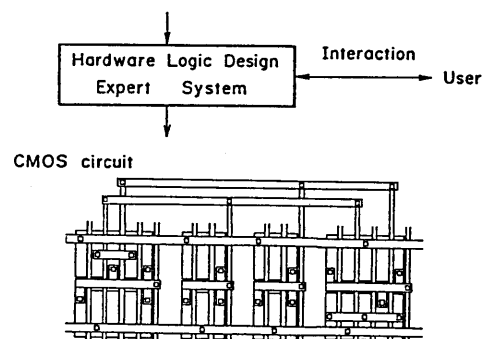 Hardware Logic Design
Expert System
Interaction
User
CMOS circuit